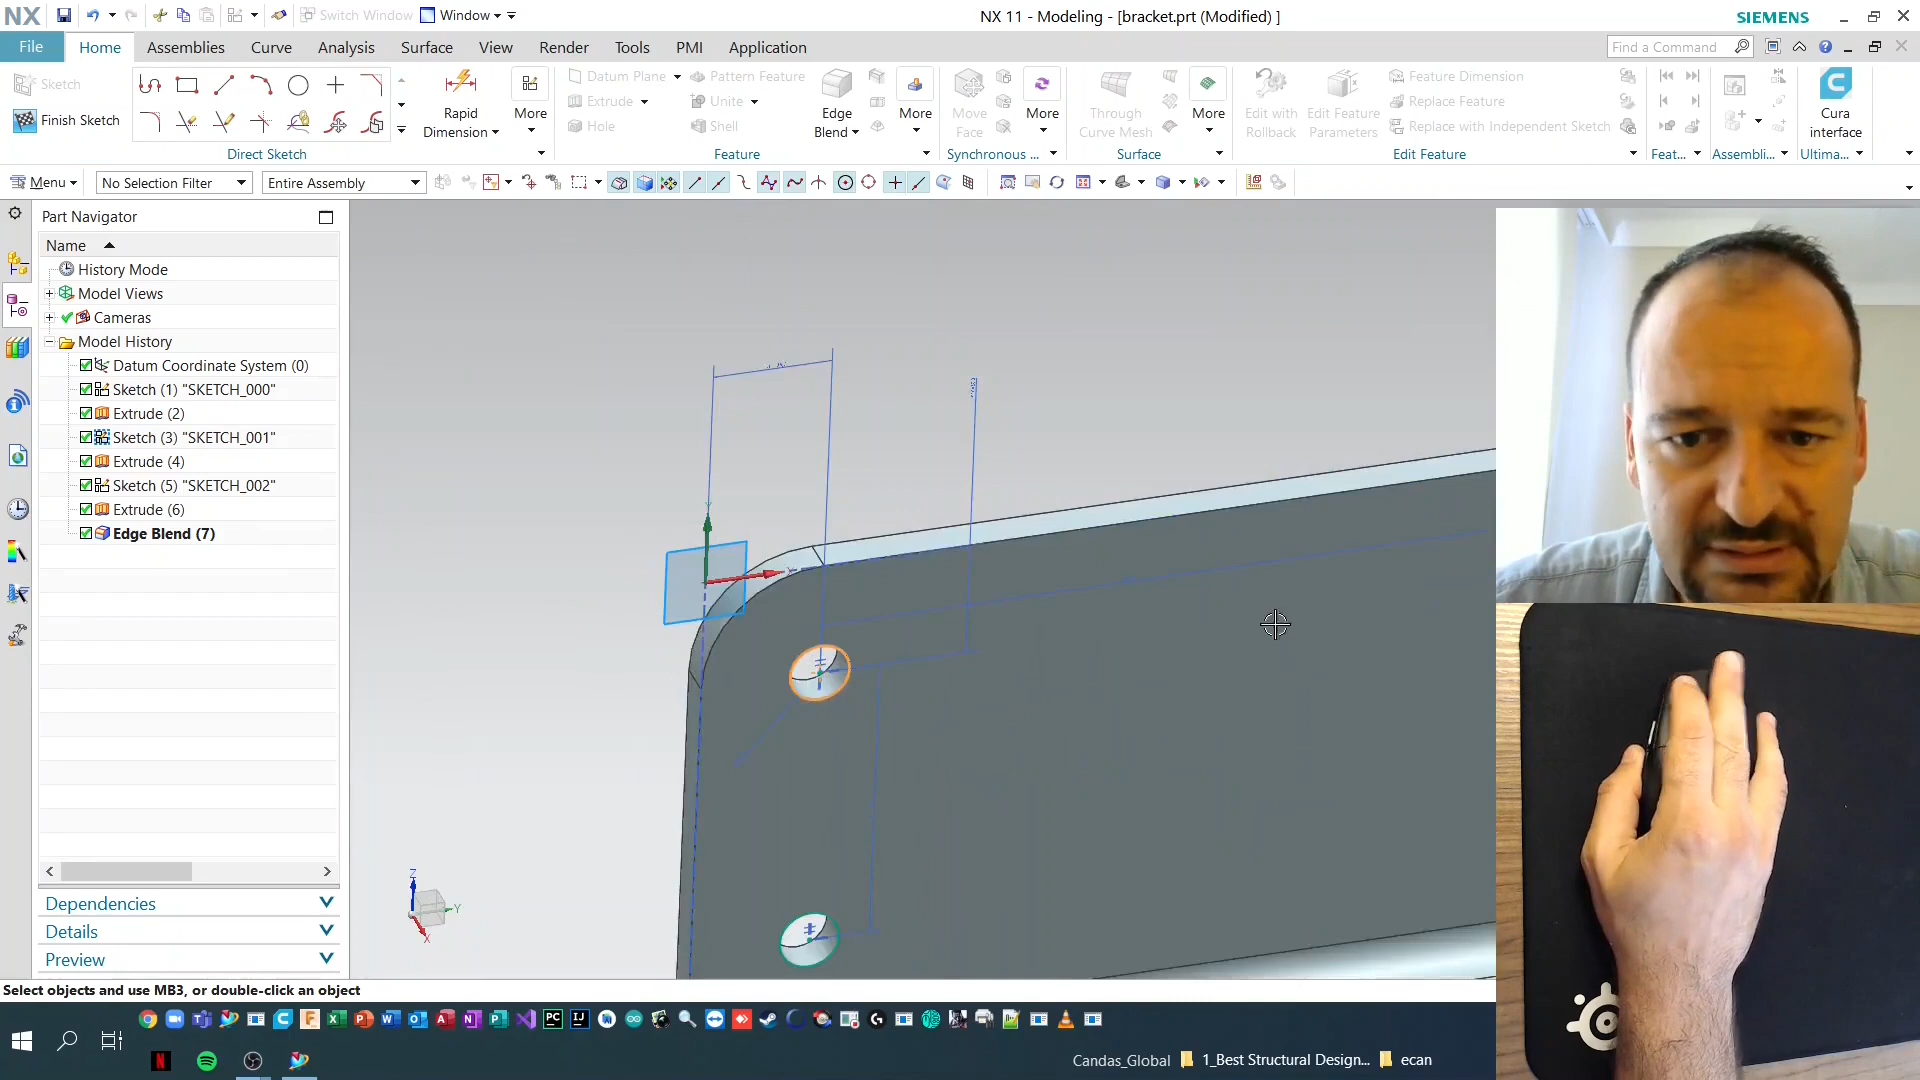 NX
Switch Window
Window
NX 11 - Modeling - [bracket.prt (Modified) ]
SIEMENS
File
Home
Assemblies
Curve
Analysis
Surface
View
Render
Tools
PMI
Application
Find a Command
Sketch
Finish Sketch
Direct Sketch
Rapid
Dimension
More
Datum Plane
Extrude
Hole
Pattern Feature
Unite
Shell
Edge
Blend
More
Feature
Move
Face
More
Synchronous ...
Through
Curve Mesh
More
Surface
Edit with
Rollback
Edit Feature
Parameters
Feature Dimension
Replace Feature
Replace with Independent Sketch
Edit Feature
Feat...
Assembli...
Cura
interface
Ultima...
Menu
No Selection Filter
Entire Assembly
Part Navigator
Name
History Mode
Model Views
Cameras
Model History
Datum Coordinate System (0)
Sketch (1) "SKETCH_000"
Extrude (2)
Sketch (3) "SKETCH_001"
Extrude (4)
Sketch (5) "SKETCH_002"
Extrude (6)
Edge Blend (7)
Dependencies
Details
Preview
Z
Y
X
Select objects and use MB3, or double-click an object
Candas_Global
1_Best Structural Design...
ecan